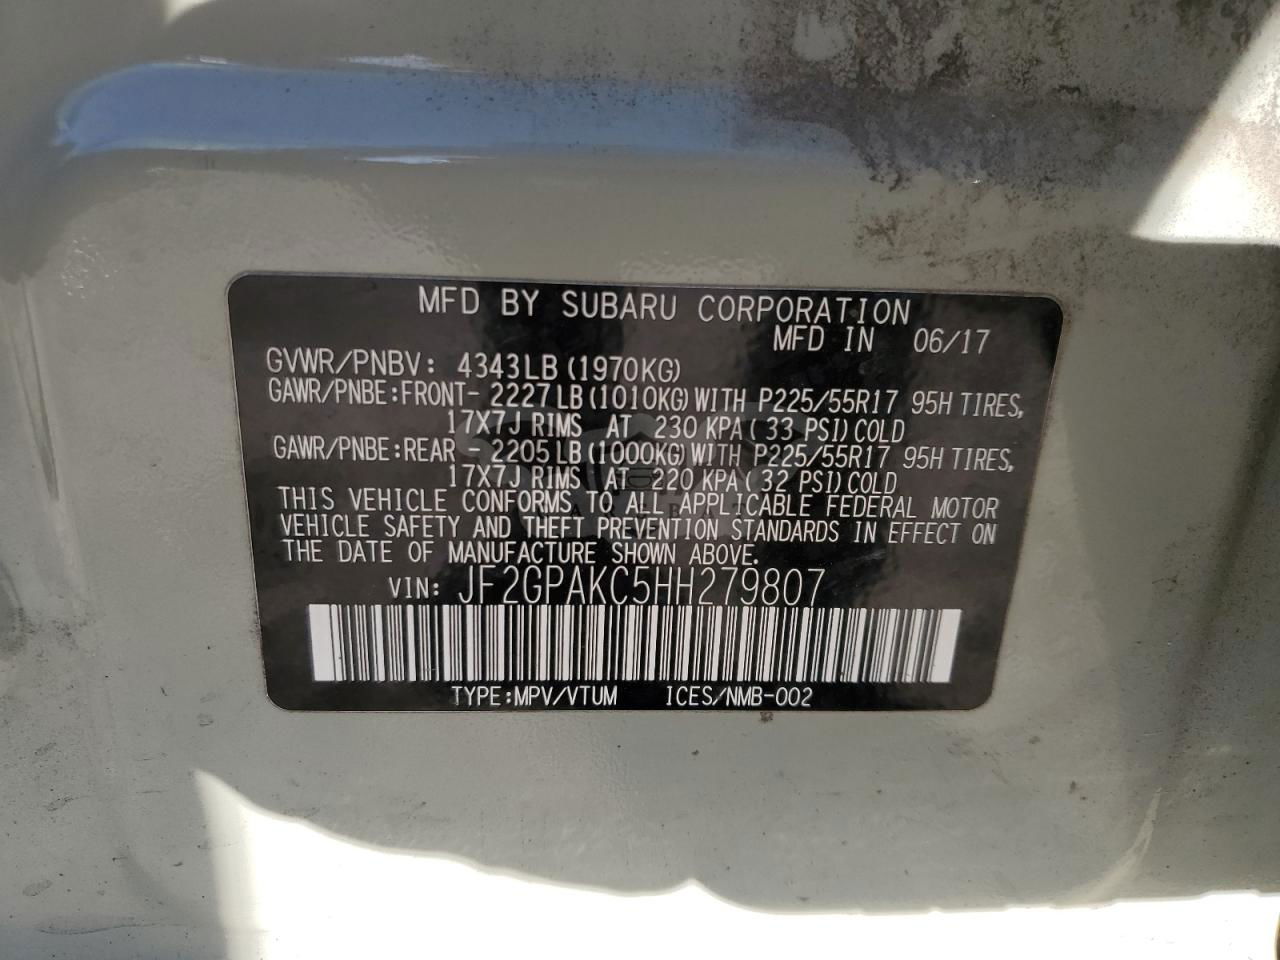 MFD BY SUBARU CORPORATION
MFD IN 06/17
GVWR/PNBV: 4343LB(1970KG)
GAWR/PNBE:FRONT- 2227LB(1010KG)WITH P225/55R17 95H TIRES,
17X7J RIMS AT 230 KPA(33 PSI)COLD
GAWR/PNBE:REAR - 2205LB(1000KG)WITH P225/55R17 95H TIRES,
17X7J RIMS AT 220 KPA(32 PSI)COLD
THIS VEHICLE CONFORMS TO ALL APPLICABLE FEDERAL MOTOR
VEHICLE SAFETY AND THEFT PREVENTION STANDARDS IN EFFECT ON
THE DATE OF MANUFACTURE SHOWN ABOVE.
VIN: JF2GPAKC5HH279807
TYPE:MPV/VTUM ICES/NMB-002